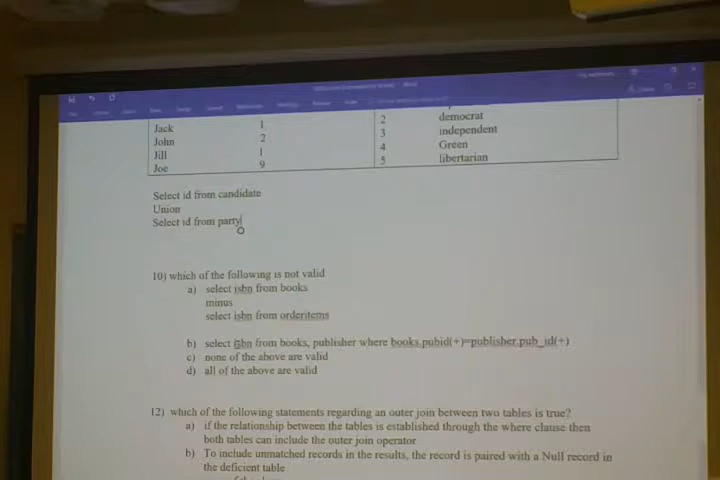 Jack 1 2 democrat
John 2 3 independent
Jill 1 4 Green
Joe 9 5 libertarian
Select id from candidate
Union
Select id from party
10) which of the following is not valid
a) select isbn from books
minus
select isbn from orderitems
b) select isbn from books, publisher where books.pubid(+)=publisher.pub_id(+)
c) none of the above are valid
d) all of the above are valid
12) which of the following statements regarding an outer join between two tables is true?
a) if the relationship between the tables is established through the where clause then
both tables can include the outer join operator
b) To include unmatched records in the results, the record is paired with a Null record in
the deficient table